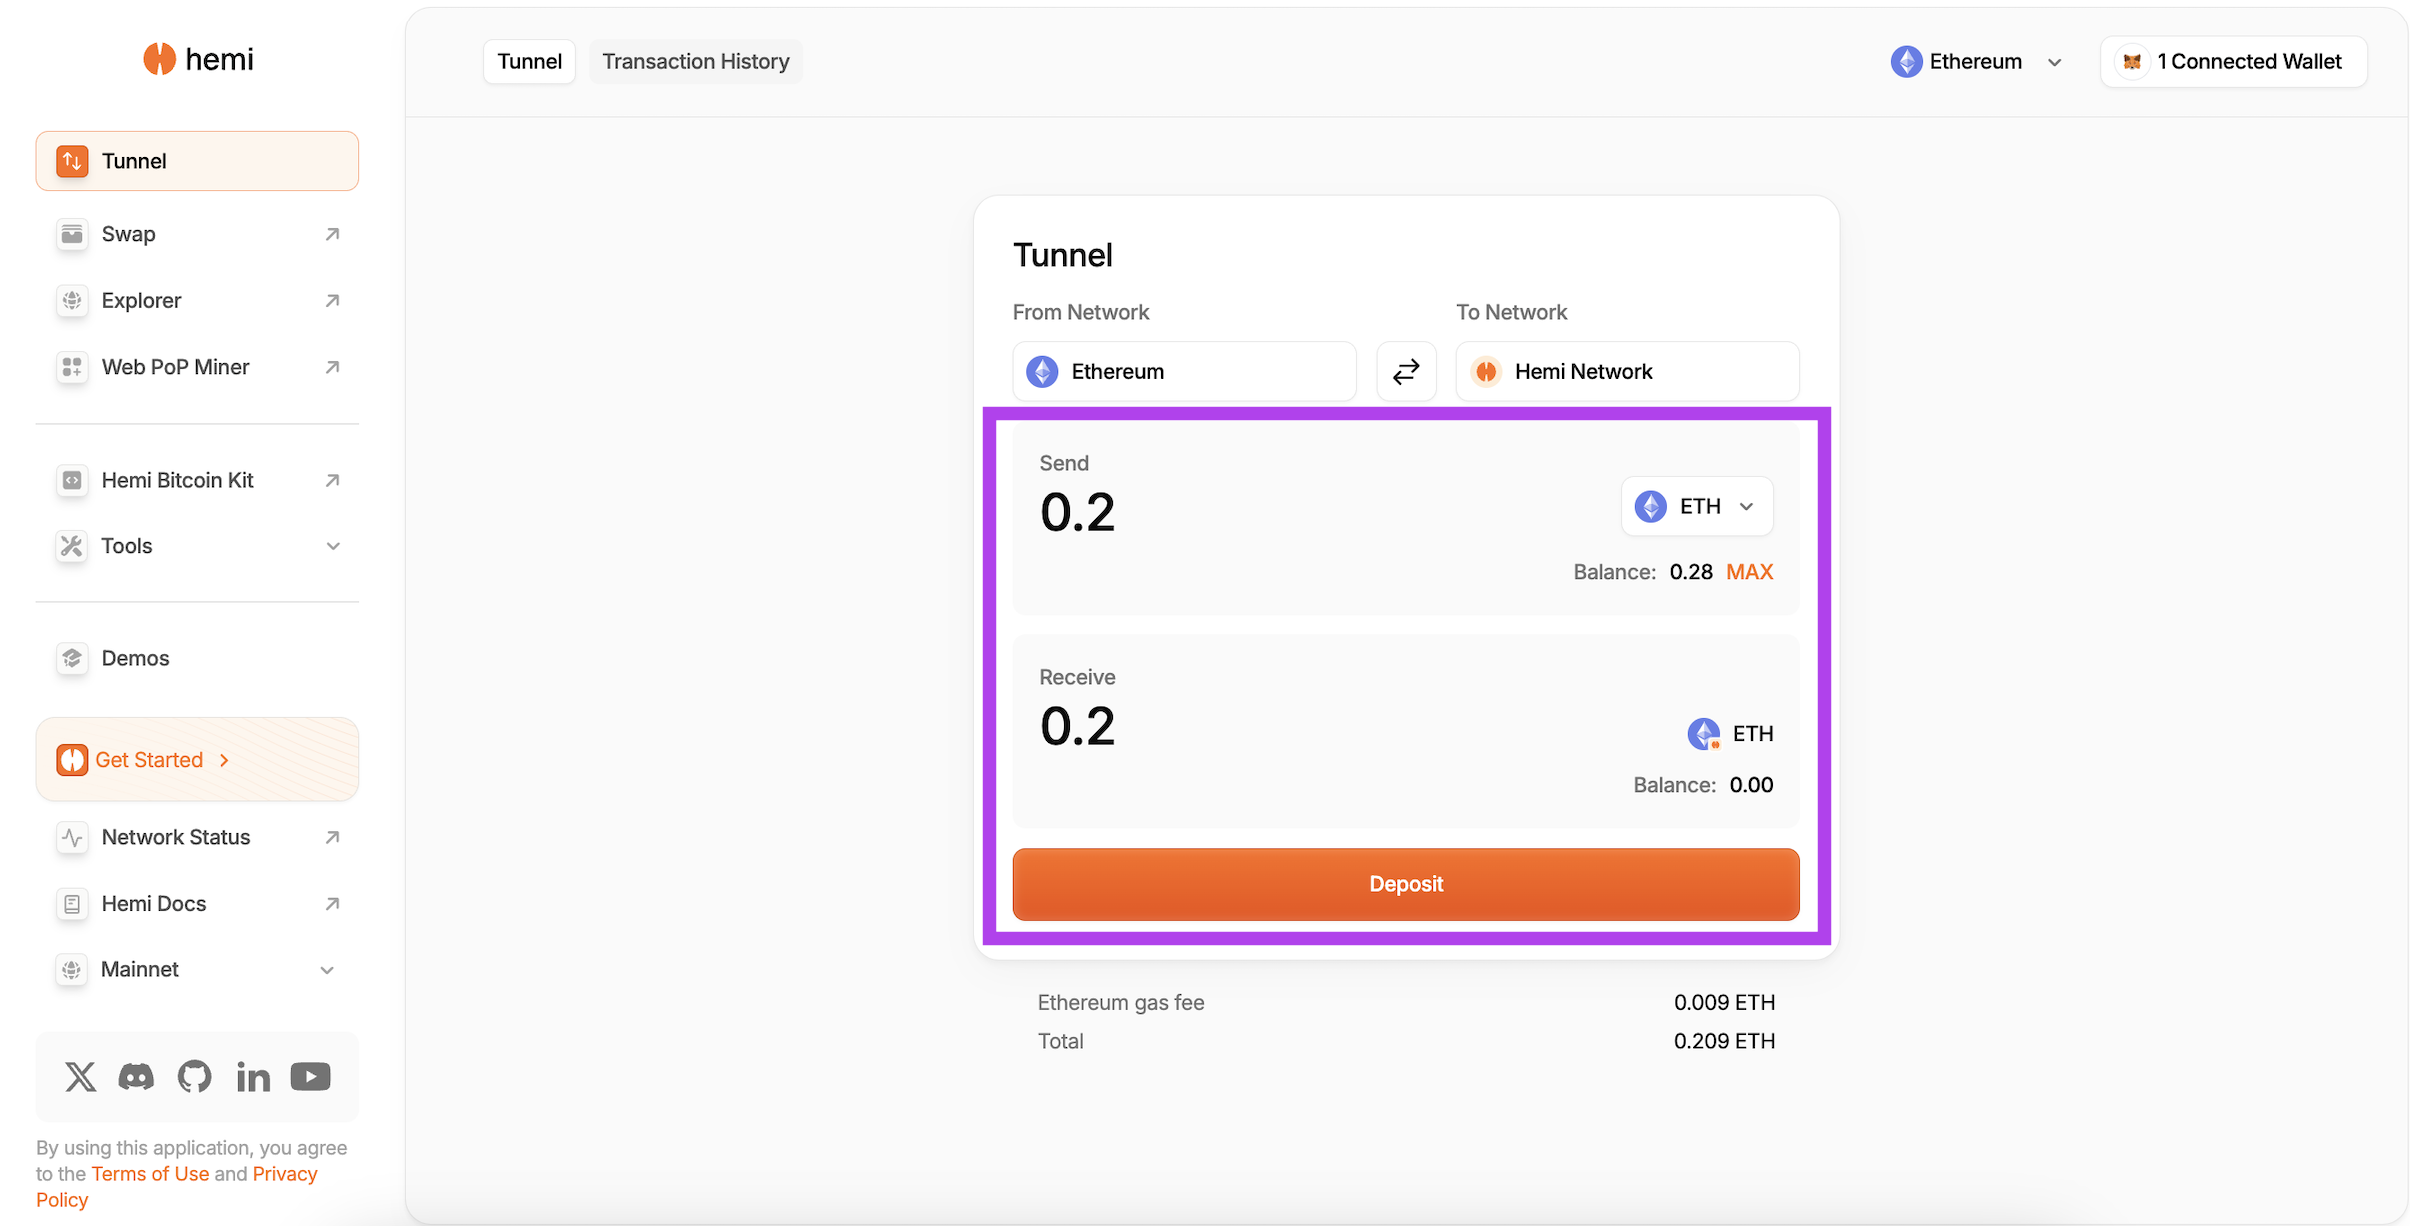 hemi
Tunnel
Swap
Explorer
Web PoP Miner
Hemi Bitcoin Kit
Tools
Demos
Get Started
Network Status
Hemi Docs
Mainnet
By using this application, you agree
to the Terms of Use and Privacy
Policy
Tunnel Transaction History
Ethereum 1 Connected Wallet
Tunnel
From Network To Network
Ethereum Hemi Network
Send
0.2
ETH
Balance: 0.28 MAX
Receive
0.2
ETH
Balance: 0.00
Deposit
Ethereum gas fee 0.009 ETH
Total 0.209 ETH